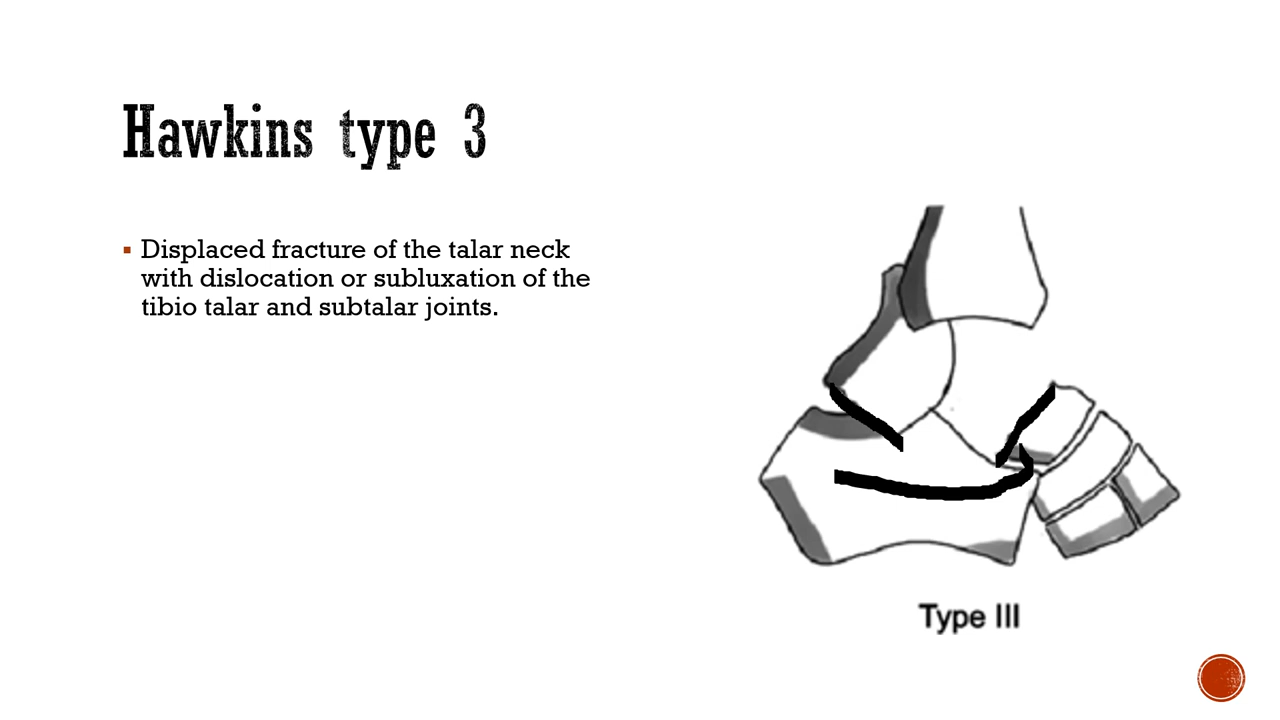 Hawkins type 3
▪ Displaced fracture of the talar neck
with dislocation or subluxation of the
tibio talar and subtalar joints.
Type III